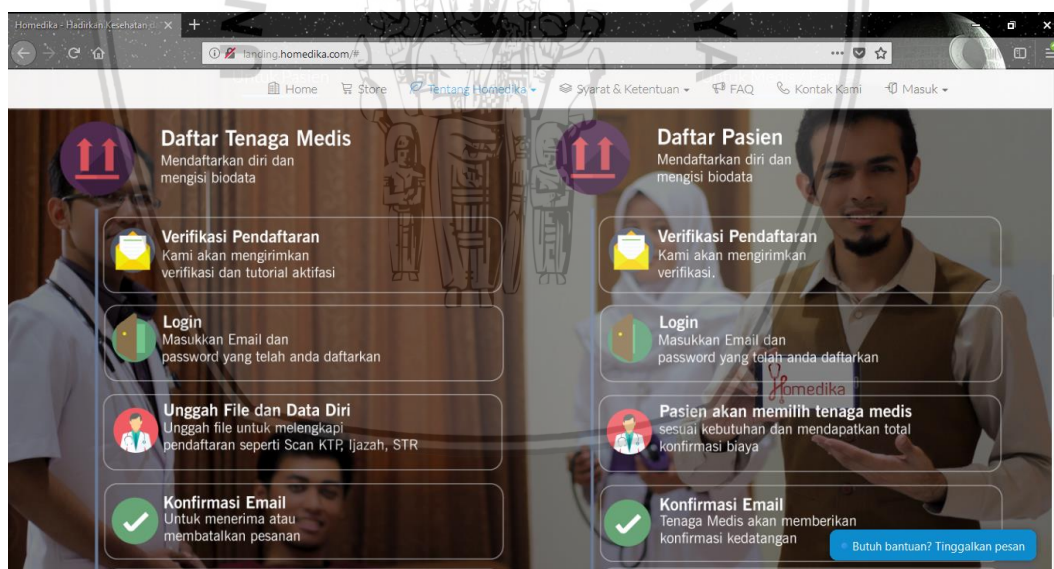 Homedika - Hadirkan Kesehatan d
landing.homedika.com/#
Home Store Tentang Homedika Syarat & Ketentuan FAQ Kontak Kami Masuk
Daftar Tenaga Medis
Mendaftarkan diri dan
mengisi biodata
Verifikasi Pendaftaran
Kami akan mengirimkan
verifikasi dan tutorial aktifasi
Login
Masukkan Email dan
password yang telah anda daftarkan
Unggah File dan Data Diri
Unggah file untuk melengkapi
pendaftaran seperti Scan KTP, Ijazah, STR
Konfirmasi Email
Untuk menerima atau
membatalkan pesanan
Daftar Pasien
Mendaftarkan diri dan
mengisi biodata
Verifikasi Pendaftaran
Kami akan mengirimkan
verifikasi.
Login
Masukkan Email dan
password yang telah anda daftarkan
Homedika
Pasien akan memilih tenaga medis
sesuai kebutuhan dan mendapatkan total
konfirmasi biaya
Konfirmasi Email
Tenaga Medis akan memberikan
konfirmasi kedatangan
Butuh bantuan? Tinggalkan pesan